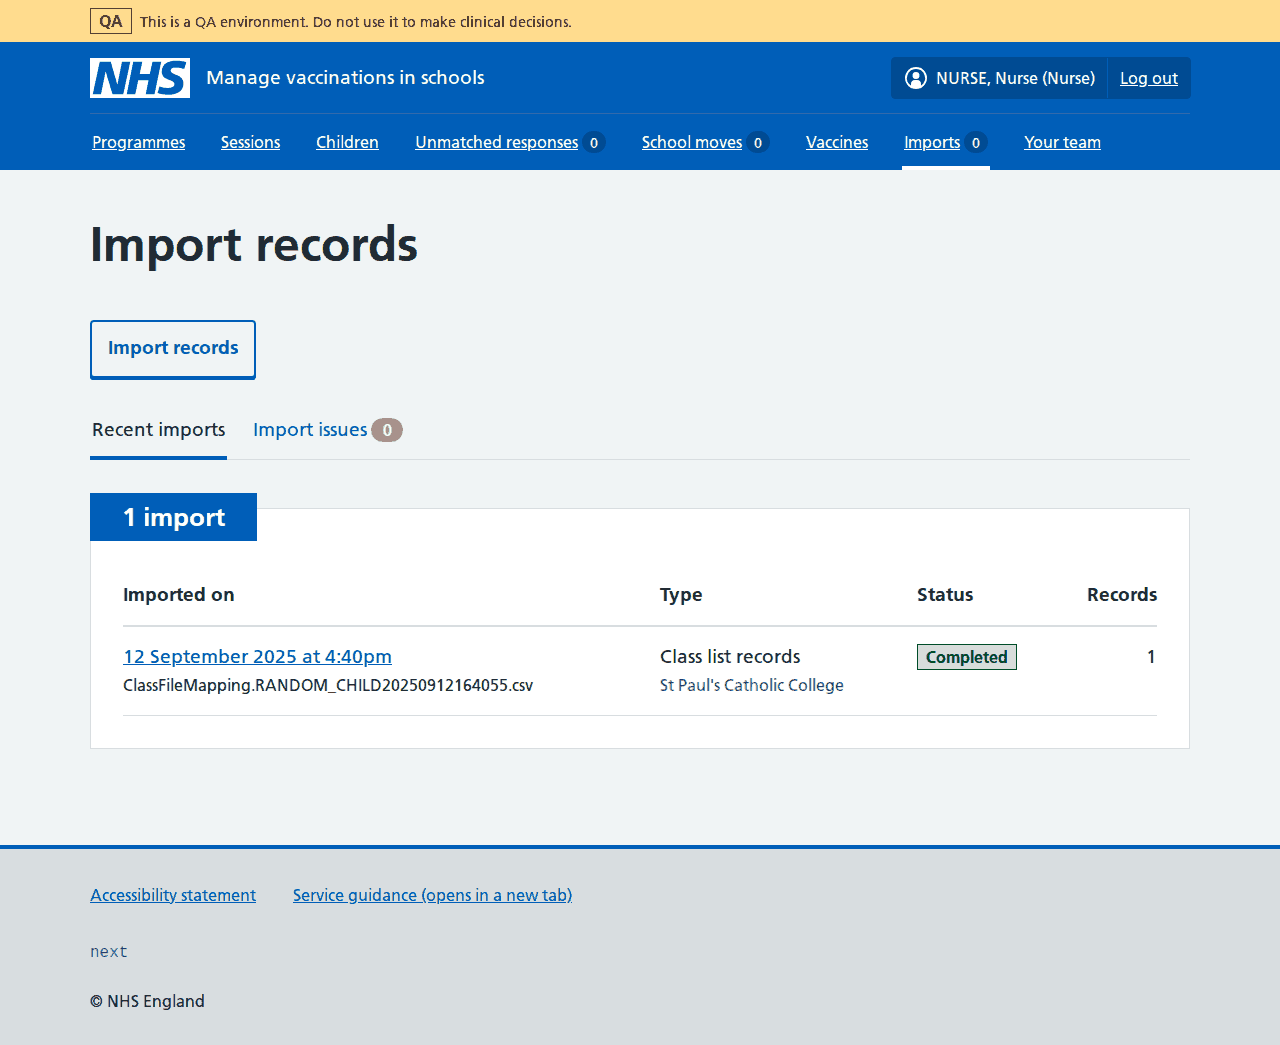 QA This is a QA environment. Do not use it to make clinical decisions.
NHS Manage vaccinations in schools NURSE, Nurse (Nurse) Log out
Programmes Sessions Children Unmatched responses 0 School moves 0 Vaccines Imports 0 Your team
Import records
Import records
Recent imports Import issues 0
1 import
Imported on Type Status Records
12 September 2025 at 4:40pm Class list records Completed 1
ClassFileMapping.RANDOM_CHILD20250912164055.csv St Paul's Catholic College
Accessibility statement Service guidance (opens in a new tab)
next
© NHS England